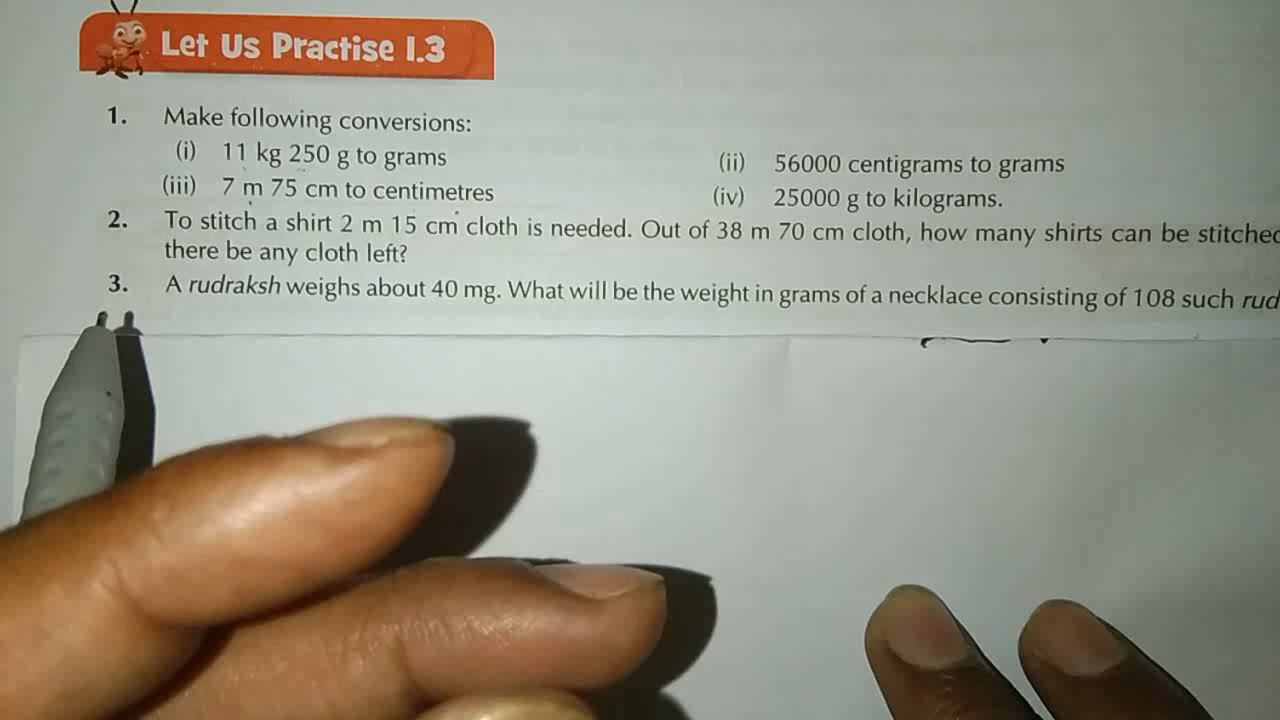 Let Us Practise 1.3
1. Make following conversions:
(i) 11 kg 250 g to grams (ii) 56000 centigrams to grams
(iii) 7 m 75 cm to centimetres (iv) 25000 g to kilograms.
2. To stitch a shirt 2 m 15 cm cloth is needed. Out of 38 m 70 cm cloth, how many shirts can be stitched
there be any cloth left?
3. A rudraksh weighs about 40 mg. What will be the weight in grams of a necklace consisting of 108 such rud